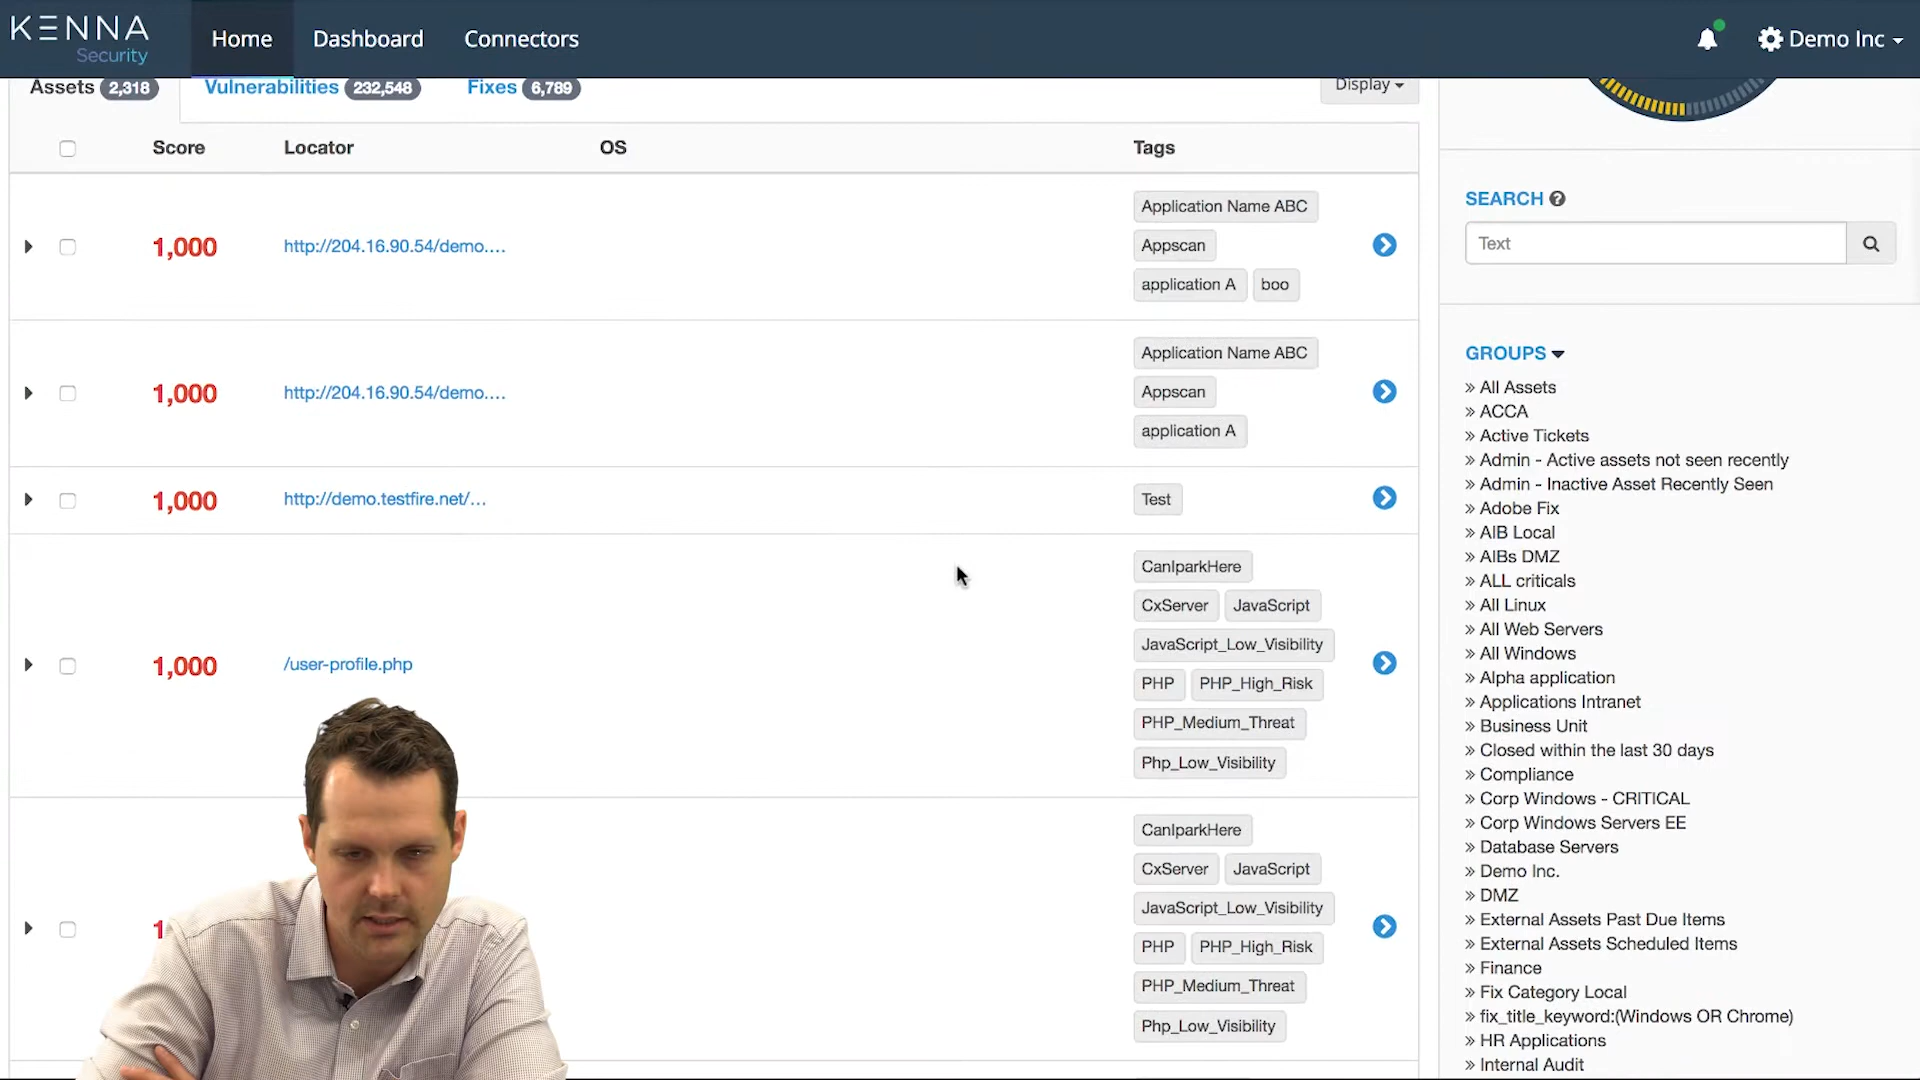 KENNA
Security
Home Dashboard Connectors
Demo Inc
Assets 2,318 Vulnerabilities 232,548 Fixes 6,789 Display
Score Locator OS Tags
1,000 http://204.16.90.54/demo.... Application Name ABC
Appscan
application A boo
1,000 http://204.16.90.54/demo.... Application Name ABC
Appscan
application A
1,000 http://demo.testfire.net/... Test
1,000 /user-profile.php CanIparkHere
CxServer JavaScript
JavaScript_Low_Visibility
PHP PHP_High_Risk
PHP_Medium_Threat
Php_Low_Visibility
CanIparkHere
CxServer JavaScript
JavaScript_Low_Visibility
PHP PHP_High_Risk
PHP_Medium_Threat
Php_Low_Visibility
SEARCH ?
Text
GROUPS
» All Assets
» ACCA
» Active Tickets
» Admin - Active assets not seen recently
» Admin - Inactive Asset Recently Seen
» Adobe Fix
» AIB Local
» AIBs DMZ
» ALL criticals
» All Linux
» All Web Servers
» All Windows
» Alpha application
» Applications Intranet
» Business Unit
» Closed within the last 30 days
» Compliance
» Corp Windows - CRITICAL
» Corp Windows Servers EE
» Database Servers
» Demo Inc.
» DMZ
» External Assets Past Due Items
» External Assets Scheduled Items
» Finance
» Fix Category Local
» fix_title_keyword:(Windows OR Chrome)
» HR Applications
» Internal Audit